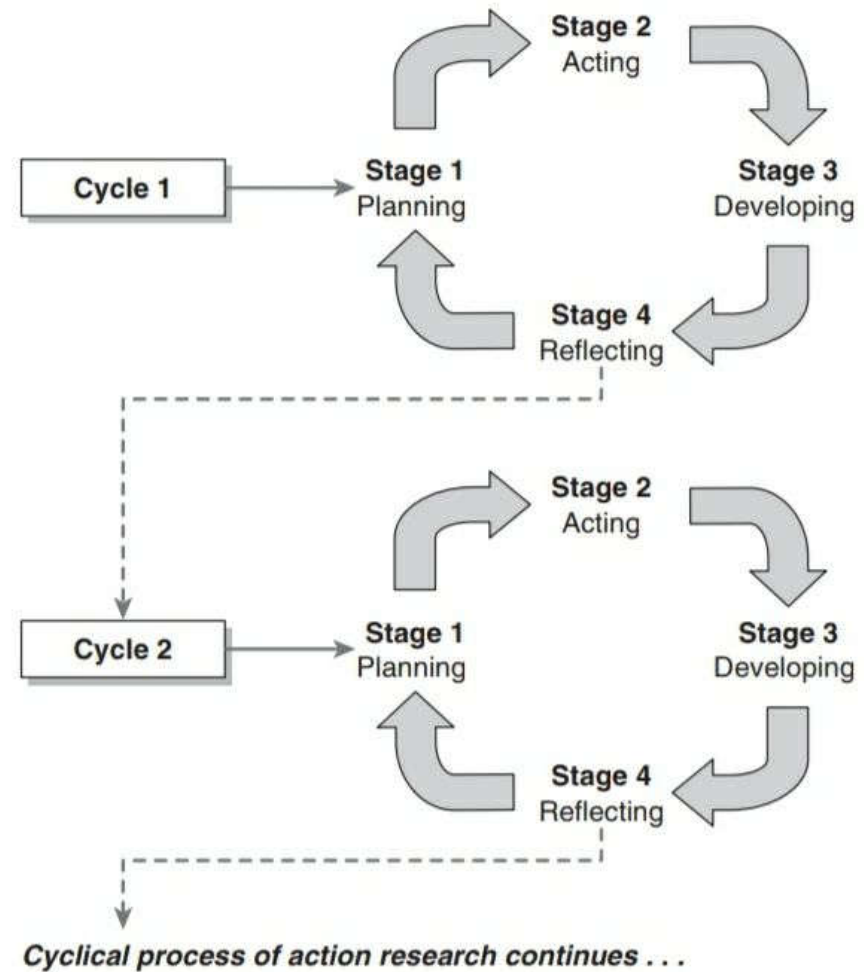 Stage 2
Acting
Cycle 1
Stage 1
Planning
Stage 3
Developing
Stage 4
Reflecting
Stage 2
Acting
Cycle 2
Stage 1
Planning
Stage 3
Developing
Stage 4
Reflecting
Cyclical process of action research continues . . .